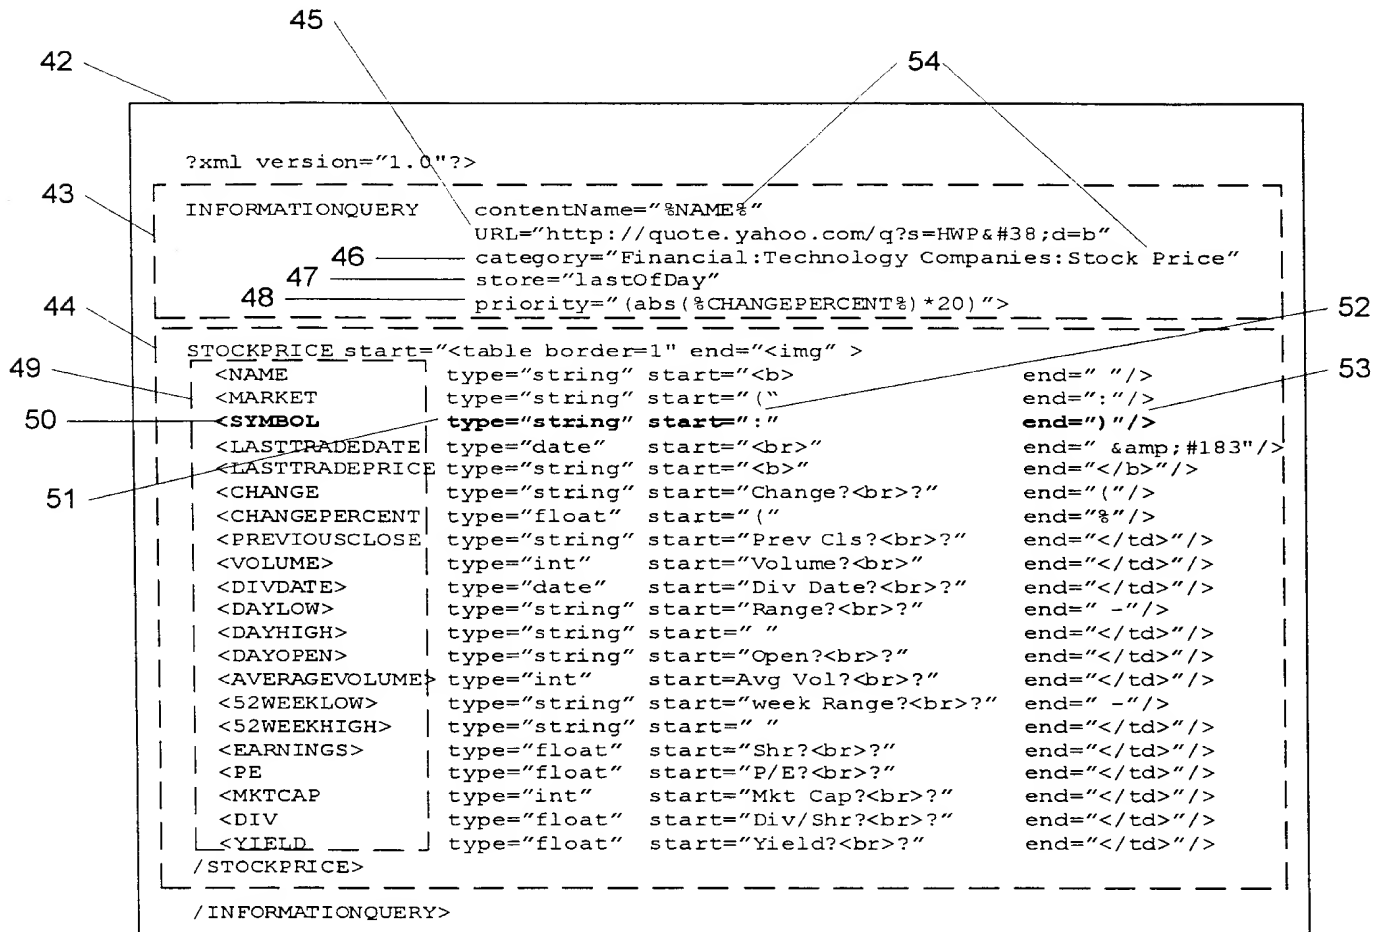 45
42
54
?xml version="1.0"?>
43
INFORMATIONQUERY contentName="%NAME%"
URL="http://quote.yahoo.com/q?s=HWP&#38;d=b"
46 category="Financial:Technology Companies:Stock Price"
47 store="lastOfDay"
48 priority="(abs(%CHANGEPERCENT%)*20)">
44
52
STOCKPRICE start="<table border=1" end="<img" >
49 <NAME type="string" start="<b> end=" "/> 53
<MARKET type="string" start="(" end=":"/>
50 <SYMBOL type="string" start=":" end=")"/>
<LASTTRADEDATE type="date" start="<br>" end=" &amp;#183"/>
<LASTTRADEPRICE type="string" start="<b>" end="</b>"/>
51 <CHANGE type="string" start="Change?<br>?" end="("/>
<CHANGEPERCENT type="float" start="(" end="%"/>
<PREVIOUSCLOSE type="string" start="Prev Cls?<br>?" end="</td>"/>
<VOLUME> type="int" start="Volume?<br>?" end="</td>"/>
<DIVDATE> type="date" start="Div Date?<br>?" end="</td>"/>
<DAYLOW> type="string" start="Range?<br>?" end=" -"/>
<DAYHIGH> type="string" start=" " end="</td>"/>
<DAYOPEN> type="string" start="Open?<br>?" end="</td>"/>
<AVERAGEVOLUME> type="int" start=Avg Vol?<br>?" end="</td>"/>
<52WEEKLOW> type="string" start="week Range?<br>?" end=" -"/>
<52WEEKHIGH> type="string" start=" " end="</td>"/>
<EARNINGS> type="float" start="Shr?<br>?" end="</td>"/>
<PE type="float" start="P/E?<br>?" end="</td>"/>
<MKTCAP type="int" start="Mkt Cap?<br>?" end="</td>"/>
<DIV type="float" start="Div/Shr?<br>?" end="</td>"/>
<YIELD type="float" start="Yield?<br>?" end="</td>"/>
/STOCKPRICE>
/INFORMATIONQUERY>